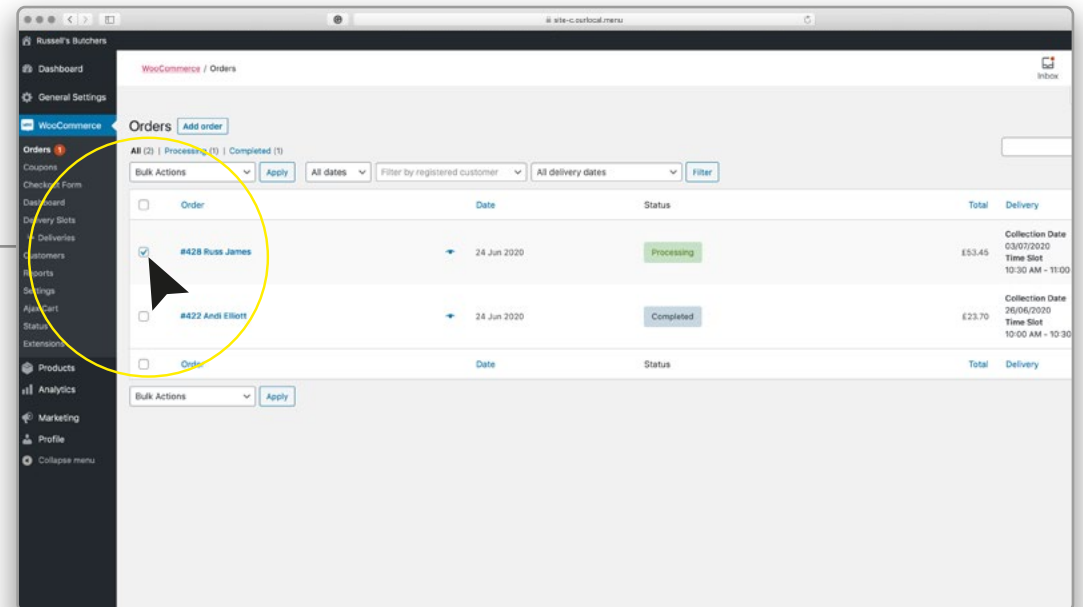 site-c.ourlocal.menu
Russell's Butchers
Dashboard
General Settings
WooCommerce
Orders 1
Coupons
Checkout Form
Dashboard
Delivery Slots
Deliveries
Customers
Reports
Settings
Ajax Cart
Status
Extensions
Products
Analytics
Marketing
Profile
Collapse menu
WooCommerce / Orders
Inbox
Orders Add order
All (2) | Processing (1) | Completed (1)
Bulk Actions Apply All dates Filter by registered customer All delivery dates Filter
Order Date Status Total Delivery
#428 Russ James 24 Jun 2020 Processing £53.45
Collection Date
03/07/2020
Time Slot
10:30 AM - 11:00
#422 Andi Elliott 24 Jun 2020 Completed £23.70
Collection Date
26/06/2020
Time Slot
10:00 AM - 10:30
Order Date Status Total Delivery
Bulk Actions Apply